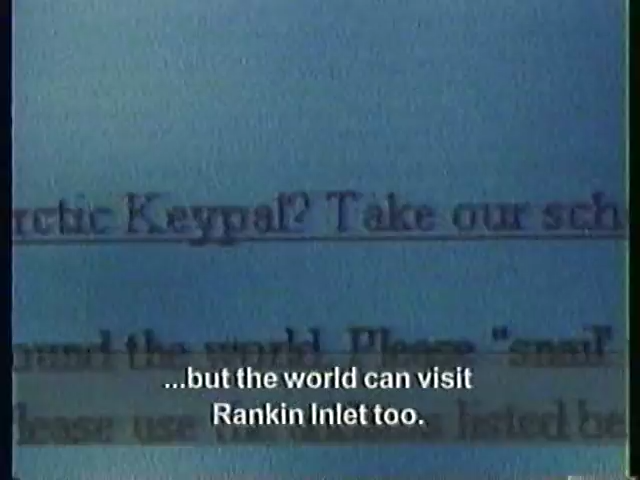 rctic Keypal? Take our sch
ound the world. Please "snail"
...but the world can visit
lease use the listed be
Rankin Inlet too.